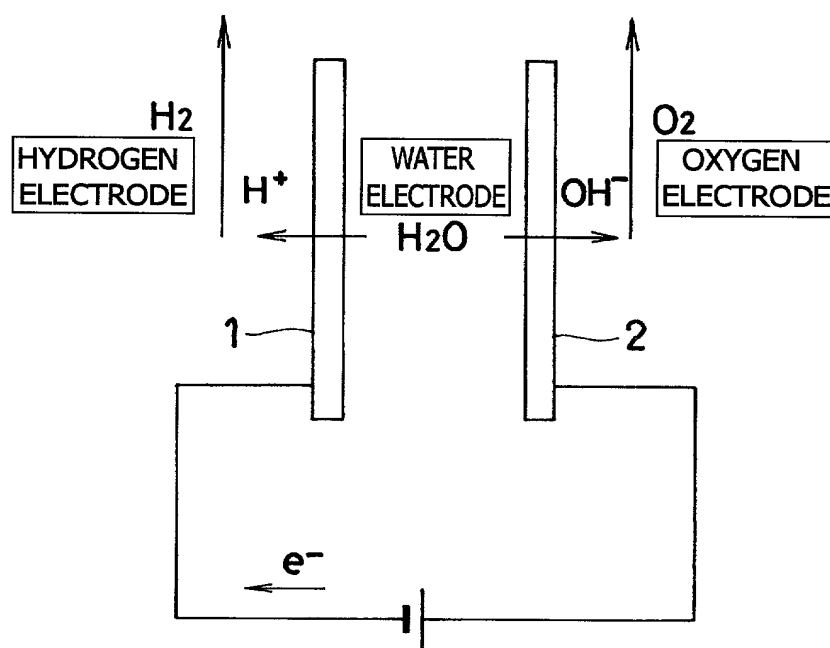 H2
HYDROGEN
ELECTRODE
H+
WATER
ELECTRODE
H2O
OH−
O2
OXYGEN
ELECTRODE
1
2
e−